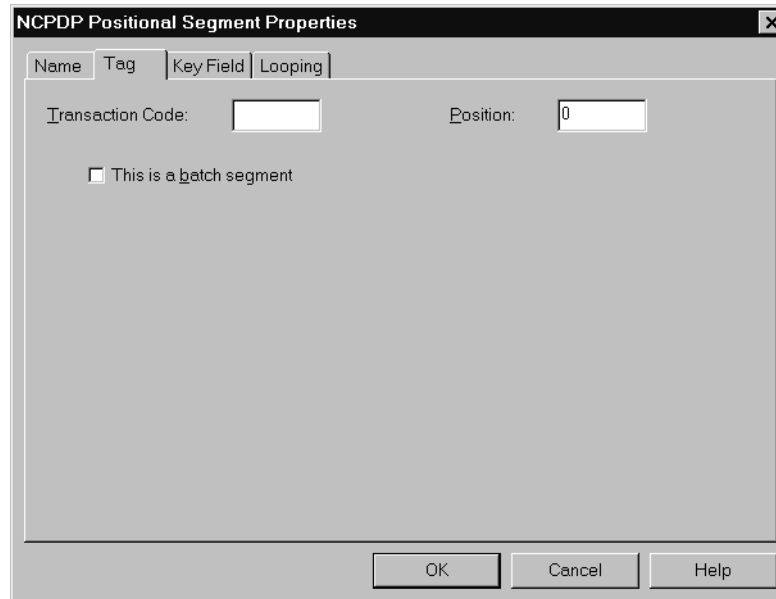 NCPDP Positional Segment Properties
Name Tag Key Field Looping
Transaction Code: Position: 0
This is a batch segment
OK Cancel Help